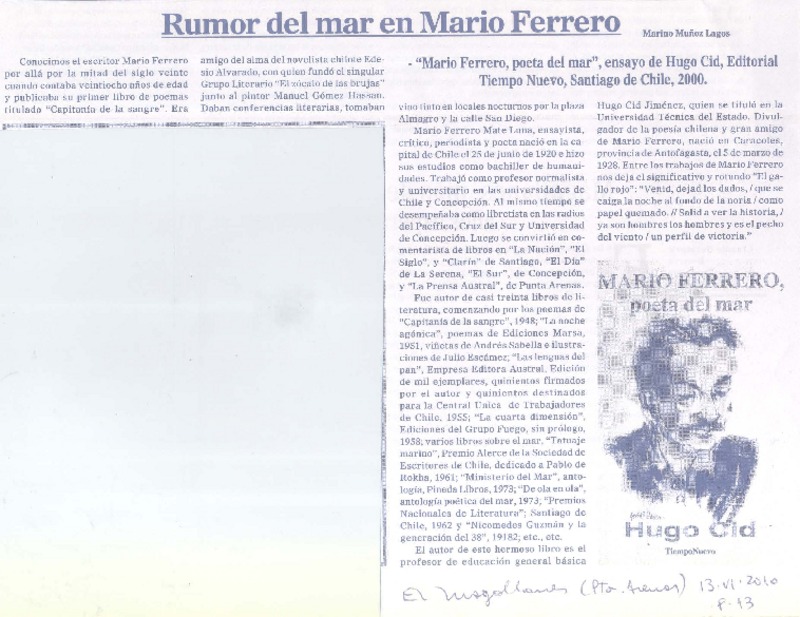 Rumor del mar en Mario Ferrero
Marino Muñoz Lagos
Conocimos el escritor Mario Ferrero
por allá por la mitad del siglo veinte
cuando contaba veintiocho años de edad
y publicaba su primer libro de poemas
titulado "Capitanía de la sangre". Era
amigo del alma del novelista chilote Ede-
sio Alvarado, con quien fundó el singular
Grupo Literario "El zócalo de las brujas"
junto al pintor Manuel Gómez Hassan.
Daban conferencias literarias, tomaban
- "Mario Ferrero, poeta del mar", ensayo de Hugo Cid, Editorial
Tiempo Nuevo, Santiago de Chile, 2000.
vino tinto en locales nocturnos por la plaza
Almagro y la calle San Diego.
Mario Ferrero Mate Luna, ensayista,
crítico, periodista y poeta nació en la ca-
pital de Chile el 25 de junio de 1920 e hizo
sus estudios como bachiller de humani-
dades. Trabajó como profesor normalista
y universitario en las universidades de
Chile y Concepción. Al mismo tiempo se
desempeñaba como libretista en las radios
del Pacífico, Cruz del Sur y Universidad
de Concepción. Luego se convirtió en co-
mentarista de libros en "La Nación", "El
Siglo", y "Clarín" de Santiago, "El Día"
de La Serena, "El Sur", de Concepción,
y "La Prensa Austral", de Punta Arenas.
Fue autor de casi treinta libros de li-
teratura, comenzando por los poemas de
"Capitanía de la sangre", 1948; "La noche
agónica", poemas de Ediciones Marsa,
1951, viñetas de Andrés Sabella e ilustra-
ciones de Julio Escámez; "Las lenguas del
pan", Empresa Editora Austral, Edición
de mil ejemplares, quinientos firmados
por el autor y quinientos destinados
para la Central Unica de Trabajadores
de Chile, 1955; "La cuarta dimensión",
Ediciones del Grupo Fuego, sin prólogo,
1958; varios libros sobre el mar, "Tatuaje
marino", Premio Alerce de la Sociedad de
Escritores de Chile, dedicado a Pablo de
Rokha, 1961; "Ministerio del Mar", anto-
logía, Pineda Libros, 1973; "De ola en ola",
antología poética del mar, 1973; "Premios
Nacionales de Literatura"; Santiago de
Chile, 1962 y "Nicomedes Guzmán y la
generación del 38", 19182; etc., etc.
El autor de este hermoso libro es el
profesor de educación general básica
Hugo Cid Jiménez, quien se tituló en la
Universidad Técnica del Estado. Divul-
gador de la poesía chilena y gran amigo
de Mario Ferrero, nació en Caracoles,
provincia de Antofagasta, el 5 de marzo de
1928. Entre los trabajos de Mario Ferrero
nos deja el significativo y rotundo "El ga-
llo rojo": "Venid, dejad los dados, / que se
caiga la noche al fondo de la noria / como
papel quemado. // Salid a ver la historia, /
ya son hombres los hombres y es el pecho
del viento / un perfil de victoria."
MARIO FERRERO,
poeta del mar
Hugo Cid
TiempoNuevo
El Magallanes (Pta. Arenas) 13-VI-2010
p. 13